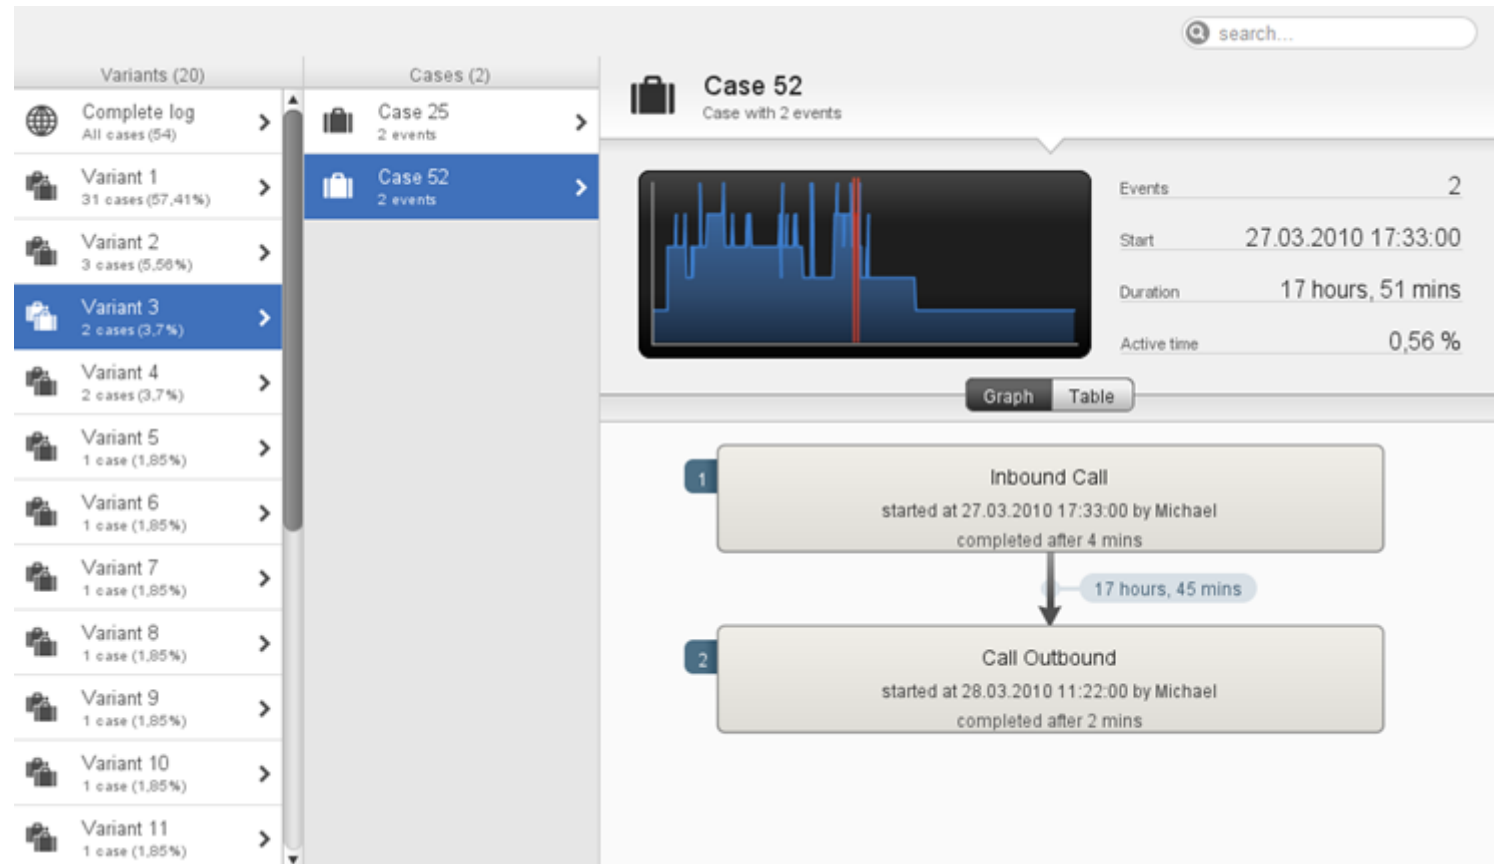 search...
Variants (20)
Complete log
All cases (54)
Variant 1
31 cases (57,41%)
Variant 2
3 cases (5,56%)
Variant 3
2 cases (3,7%)
Variant 4
2 cases (3,7%)
Variant 5
1 case (1,85%)
Variant 6
1 case (1,85%)
Variant 7
1 case (1,85%)
Variant 8
1 case (1,85%)
Variant 9
1 case (1,85%)
Variant 10
1 case (1,85%)
Variant 11
1 case (1,85%)
Cases (2)
Case 25
2 events
Case 52
2 events
Case 52
Case with 2 events
Events 2
Start 27.03.2010 17:33:00
Duration 17 hours, 51 mins
Active time 0,56 %
Graph Table
1
Inbound Call
started at 27.03.2010 17:33:00 by Michael
completed after 4 mins
17 hours, 45 mins
2
Call Outbound
started at 28.03.2010 11:22:00 by Michael
completed after 2 mins